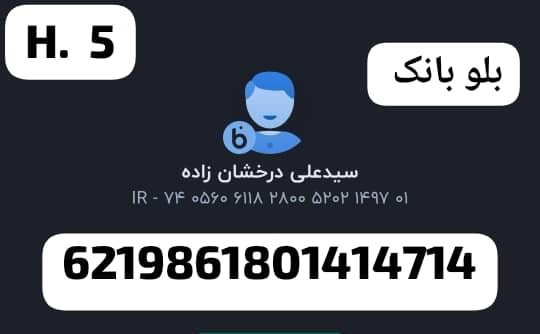 H. 5
بلو بانک
b
سیدعلی درخشان زاده
IR - ۷۴ ۰۵۶۰ ۶۱۱۸ ۲۸۰۰ ۵۲۰۲ ۱۴۹۷ ۰۱
6219861801414714